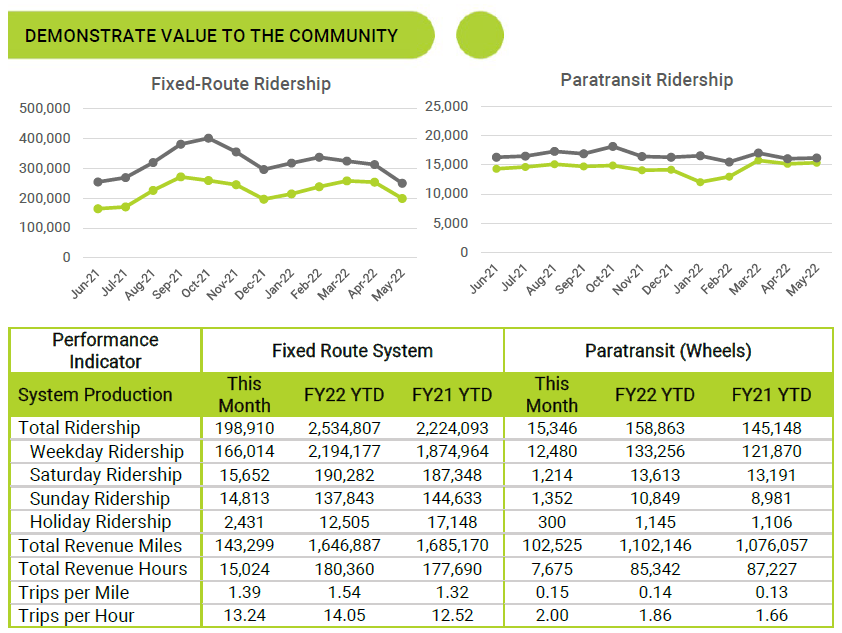 DEMONSTRATE VALUE TO THE COMMUNITY
Fixed-Route Ridership
500,000
400,000
300,000
200,000
100,000
0
Jun-21 Jul-21 Aug-21 Sep-21 Oct-21 Nov-21 Dec-21 Jan-22 Feb-22 Mar-22 Apr-22 May-22
Paratransit Ridership
25,000
20,000
15,000
10,000
5,000
0
Jun-21 Jul-21 Aug-21 Sep-21 Oct-21 Nov-21 Dec-21 Jan-22 Feb-22 Mar-22 Apr-22 May-22
Performance
Indicator
Fixed Route System
Paratransit (Wheels)
System Production
This
Month
FY22 YTD
FY21 YTD
This
Month
FY22 YTD
FY21 YTD
Total Ridership 198,910 2,534,807 2,224,093 15,346 158,863 145,148
Weekday Ridership 166,014 2,194,177 1,874,964 12,480 133,256 121,870
Saturday Ridership 15,652 190,282 187,348 1,214 13,613 13,191
Sunday Ridership 14,813 137,843 144,633 1,352 10,849 8,981
Holiday Ridership 2,431 12,505 17,148 300 1,145 1,106
Total Revenue Miles 143,299 1,646,887 1,685,170 102,525 1,102,146 1,076,057
Total Revenue Hours 15,024 180,360 177,690 7,675 85,342 87,227
Trips per Mile 1.39 1.54 1.32 0.15 0.14 0.13
Trips per Hour 13.24 14.05 12.52 2.00 1.86 1.66